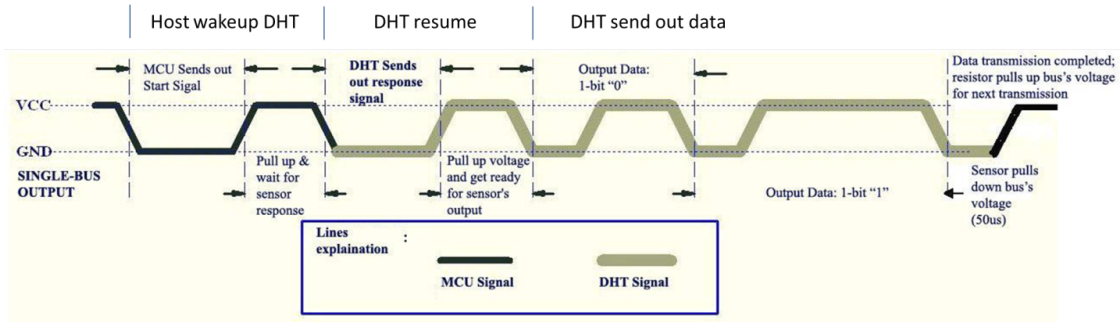 Host wakeup DHT
DHT resume
DHT send out data
MCU Sends out
Start Sigal
DHT Sends
out response
signal
Output Data:
1-bit "0"
Data transmission completed;
resistor pulls up bus's voltage
for next transmission
VCC
GND
SINGLE-BUS
OUTPUT
Pull up &
wait for
sensor
response
Pull up voltage
and get ready
for sensor's
output
Output Data: 1-bit "1"
Sensor pulls
down bus's
voltage
(50us)
Lines :
explaination
MCU Signal
DHT Signal